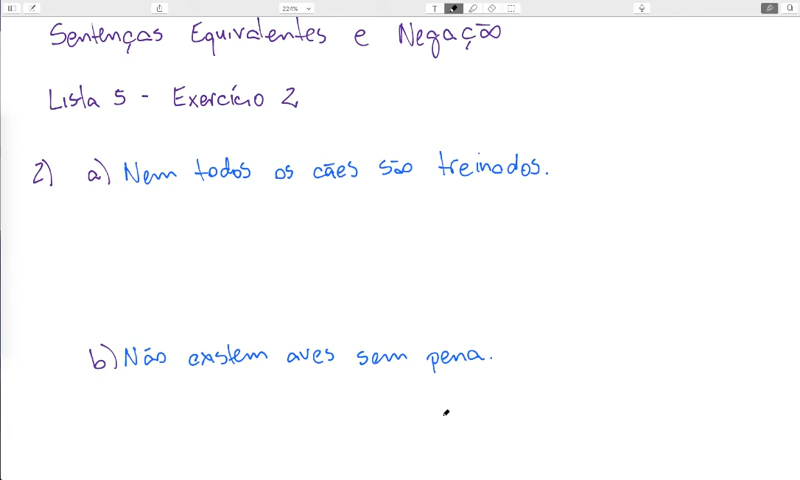 224%
T
Sentenças Equivalentes e Negação
Lista 5 - Exercício 2
2) a) Nem todos os cães são treinados.
b) Não existem aves sem pena.